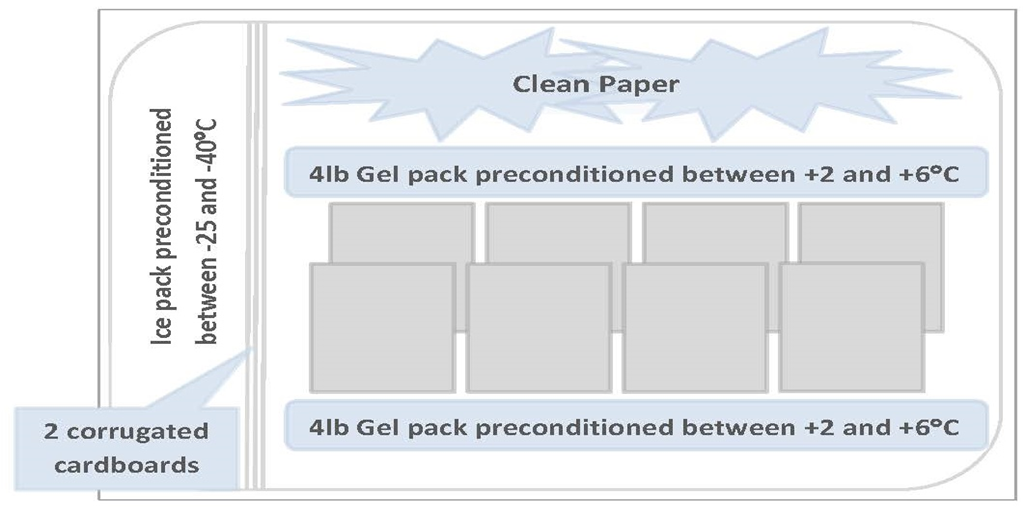 Clean Paper
Ice pack preconditioned
between -25 and -40°C
4lb Gel pack preconditioned between +2 and +6°C
4lb Gel pack preconditioned between +2 and +6°C
2 corrugated
cardboards